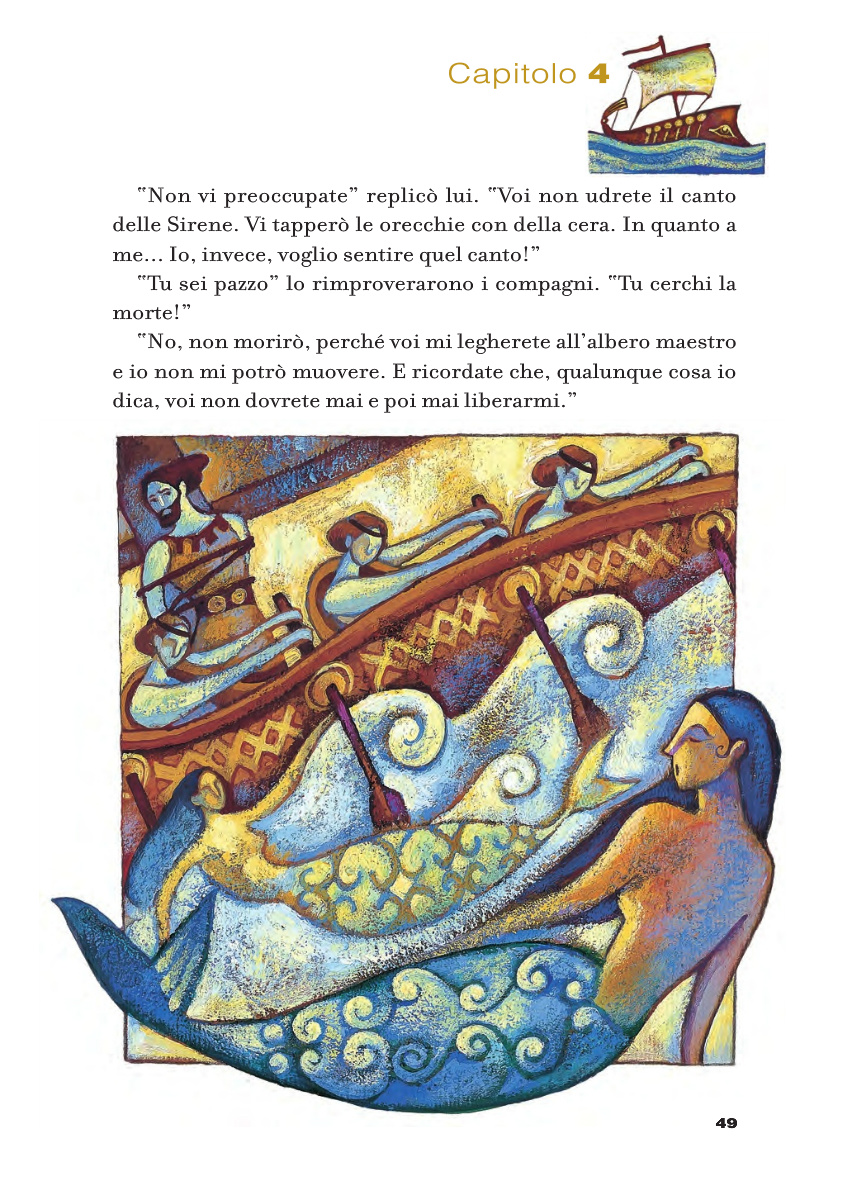 Capitolo 4
“Non vi preoccupate” replicò lui. “Voi non udrete il canto
delle Sirene. Vi tapperò le orecchie con della cera. In quanto a
me... Io, invece, voglio sentire quel canto!”
“Tu sei pazzo” lo rimproverarono i compagni. “Tu cerchi la
morte!”
“No, non morirò, perché voi mi legherete all’albero maestro
e io non mi potrò muovere. E ricordate che, qualunque cosa io
dica, voi non dovrete mai e poi mai liberarmi.”
49